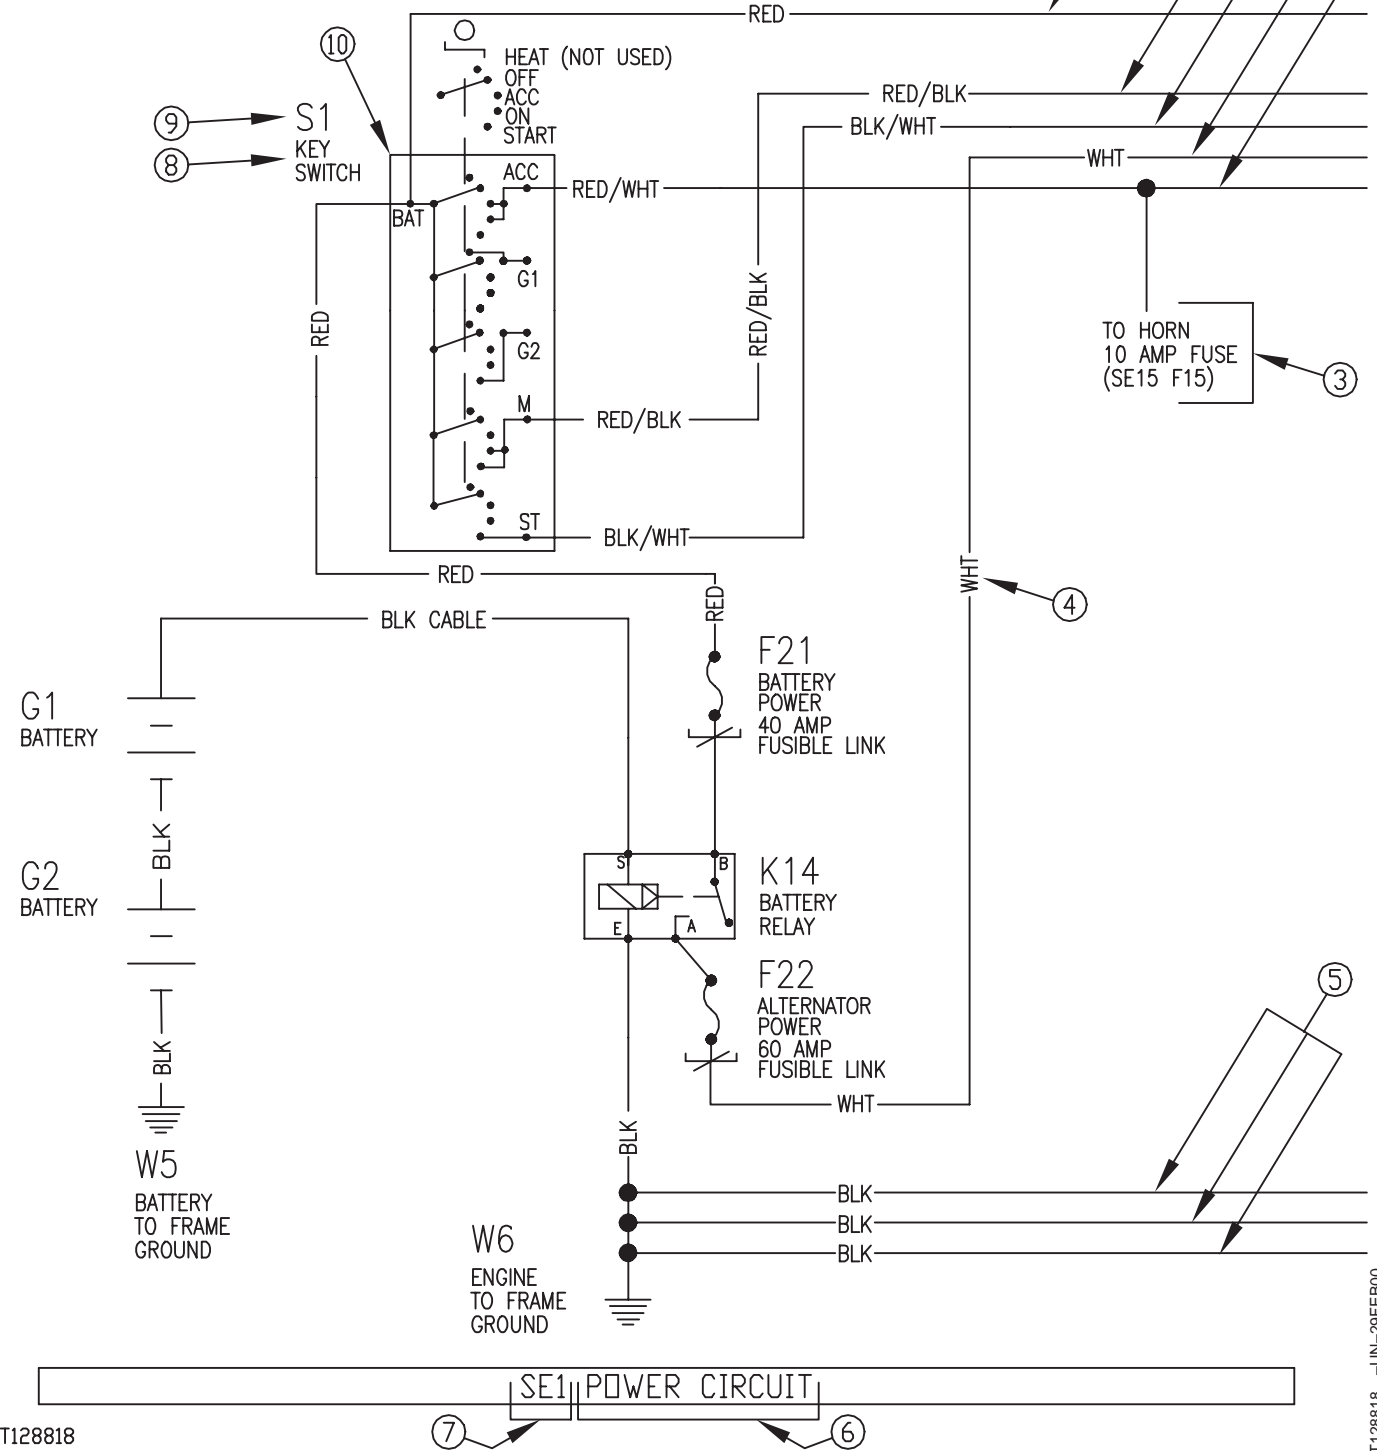 RED
10
HEAT (NOT USED)
OFF
ACC
ON
START
9
S1
8
KEY
SWITCH
RED/BLK
BLK/WHT
WHT
ACC
RED/WHT
BAT
G1
RED
RED/BLK
G2
TO HORN
10 AMP FUSE
(SE15 F15)
3
M
RED/BLK
ST
BLK/WHT
RED
RED
WHT
4
BLK CABLE
F21
BATTERY
POWER
40 AMP
FUSIBLE LINK
G1
BATTERY
BLK
G2
BATTERY
S
B
K14
BATTERY
RELAY
E
A
F22
ALTERNATOR
POWER
60 AMP
FUSIBLE LINK
5
BLK
WHT
BLK
W5
BATTERY
TO FRAME
GROUND
BLK
BLK
BLK
W6
ENGINE
TO FRAME
GROUND
SE1 POWER CIRCUIT
7
6
T128818
T128818 -UN-29FEB00